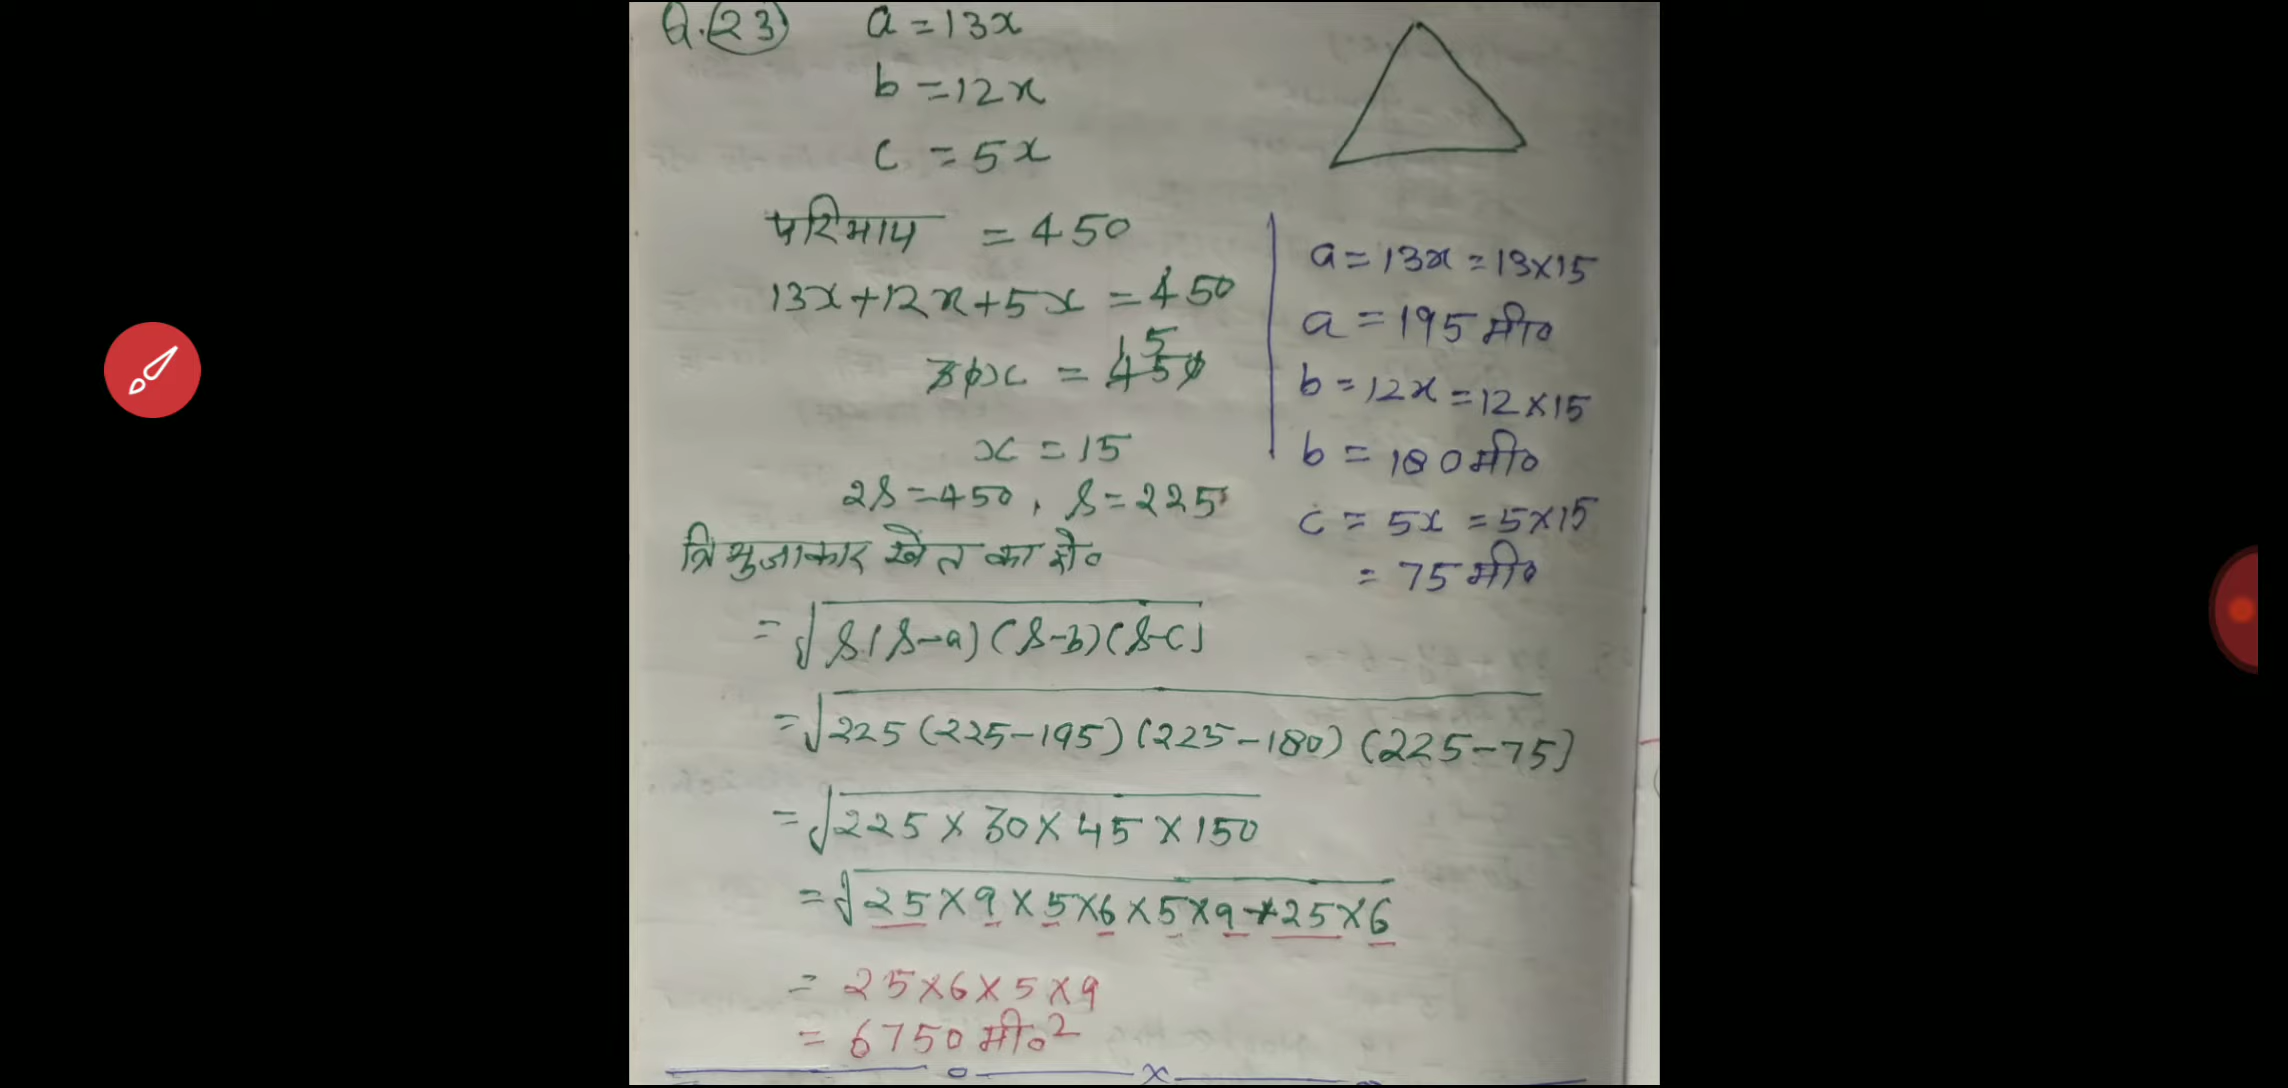 Q. 23 a = 13x
b = 12x
c = 5x
परिमाप = 450
13x + 12x + 5x = 450
30x = 450
15
x = 15
2s = 450, s = 225
a = 13x = 13×15
a = 195 मी०
b = 12x = 12×15
b = 180 मी०
c = 5x = 5×15
= 75 मी०
त्रिभुजाकार खेत का क्षे०
= √s(s-a)(s-b)(s-c)
= √225(225-195)(225-180)(225-75)
= √225×30×45×150
= √25×9×5×6×5×9×25×6
= 25×6×5×9
= 6750 मी०²